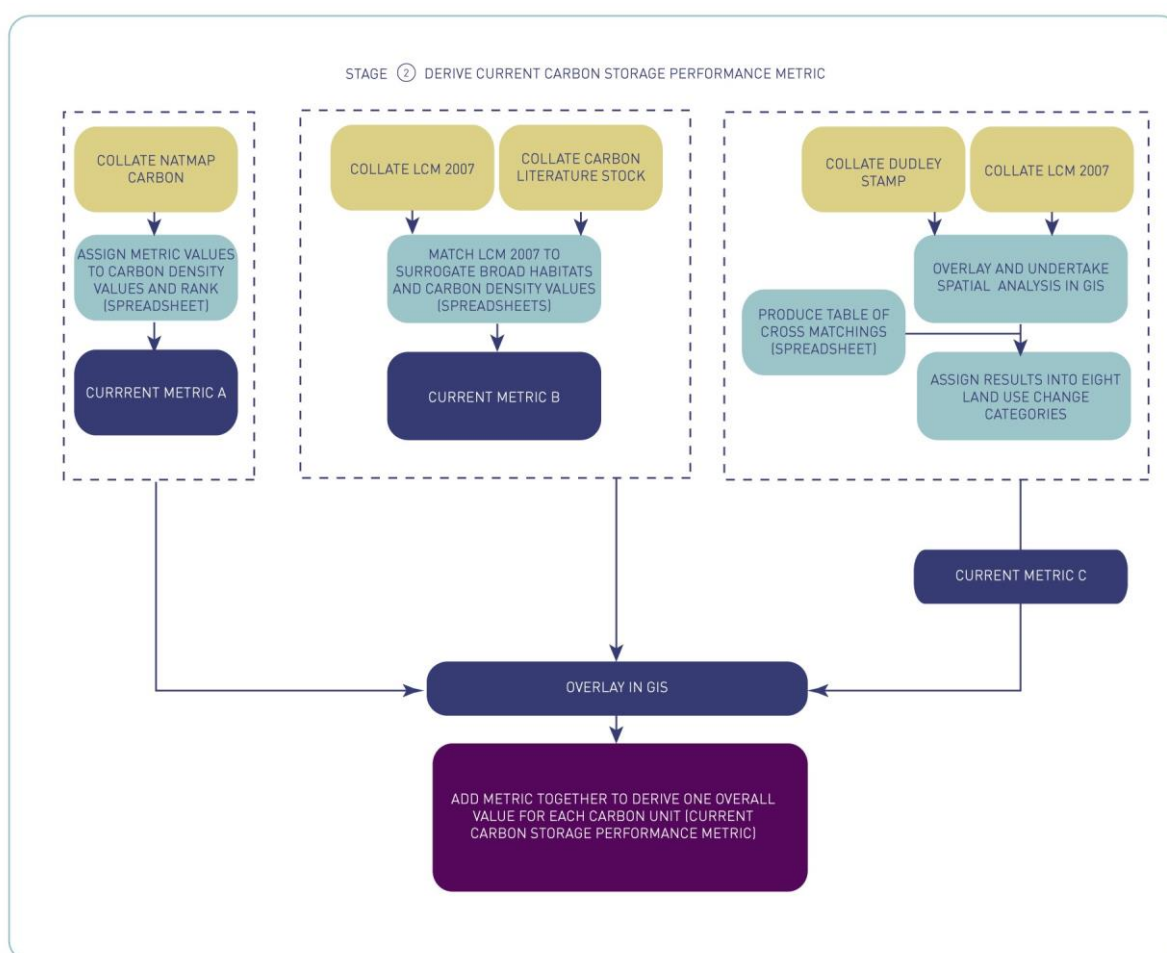 STAGE 2 DERIVE CURRENT CARBON STORAGE PERFORMANCE METRIC
COLLATE NATMAP
CARBON
ASSIGN METRIC VALUES
TO CARBON DENSITY
VALUES AND RANK
(SPREADSHEET)
CURRRENT METRIC A
COLLATE LCM 2007
COLLATE CARBON
LITERATURE STOCK
MATCH LCM 2007 TO
SURROGATE BROAD HABITATS
AND CARBON DENSITY VALUES
(SPREADSHEETS)
CURRENT METRIC B
COLLATE DUDLEY
STAMP
COLLATE LCM 2007
OVERLAY AND UNDERTAKE
SPATIAL ANALYSIS IN GIS
PRODUCE TABLE OF
CROSS MATCHINGS
(SPREADSHEET)
ASSIGN RESULTS INTO EIGHT
LAND USE CHANGE
CATEGORIES
CURRENT METRIC C
OVERLAY IN GIS
ADD METRIC TOGETHER TO DERIVE ONE OVERALL
VALUE FOR EACH CARBON UNIT (CURRENT
CARBON STORAGE PERFORMANCE METRIC)